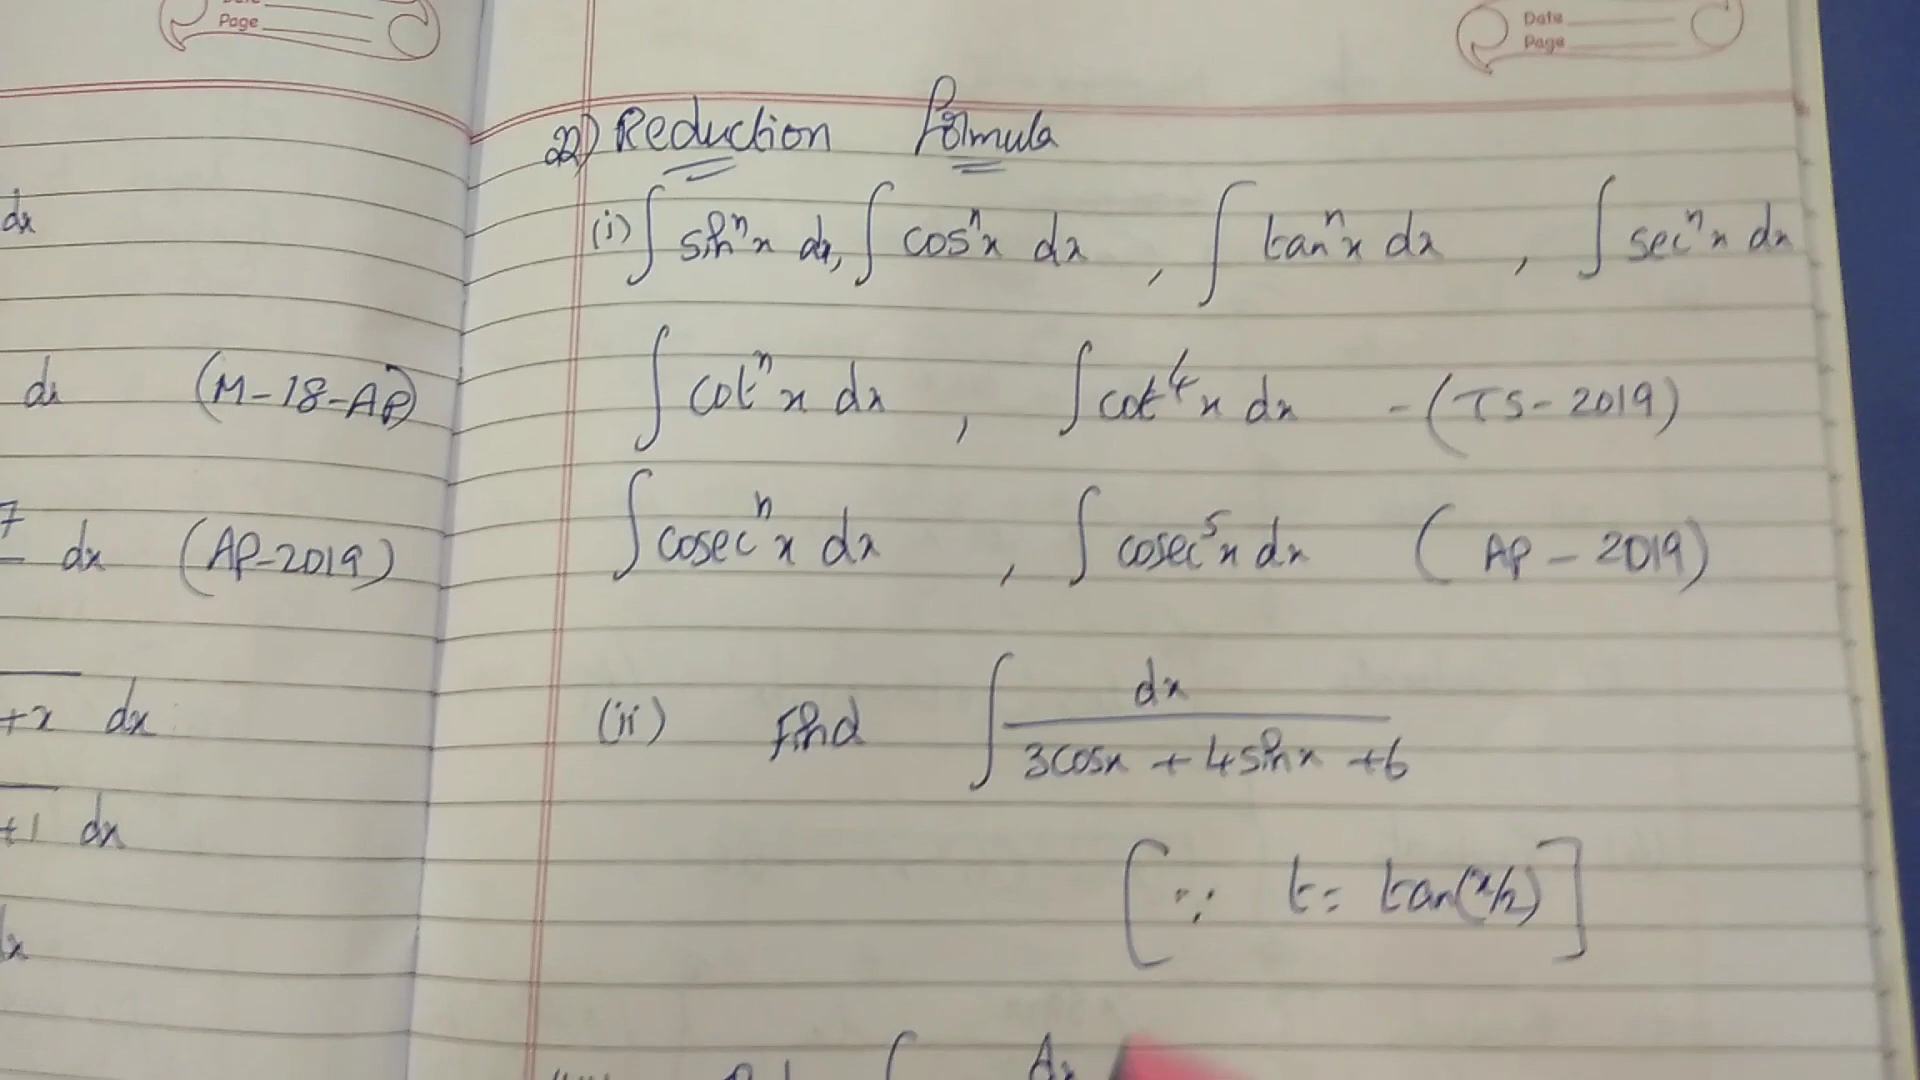 Page
dx
dx (M-18-AP)
7 dx (AP-2019)
+x dx
+1 dx
Date
Page
22) Reduction Formula
(i) ∫ sinⁿx dx, ∫ cosⁿx dx , ∫ tanⁿx dx , ∫ secⁿx dx
∫ cotⁿx dx , ∫ cot⁴x dx - (TS-2019)
∫ cosecⁿx dx , ∫ cosec⁵x dx ( AP - 2019)
(ii) Find ∫ dx / 3cosx + 4sinx + 6
[∵ t = tan(x/2)]